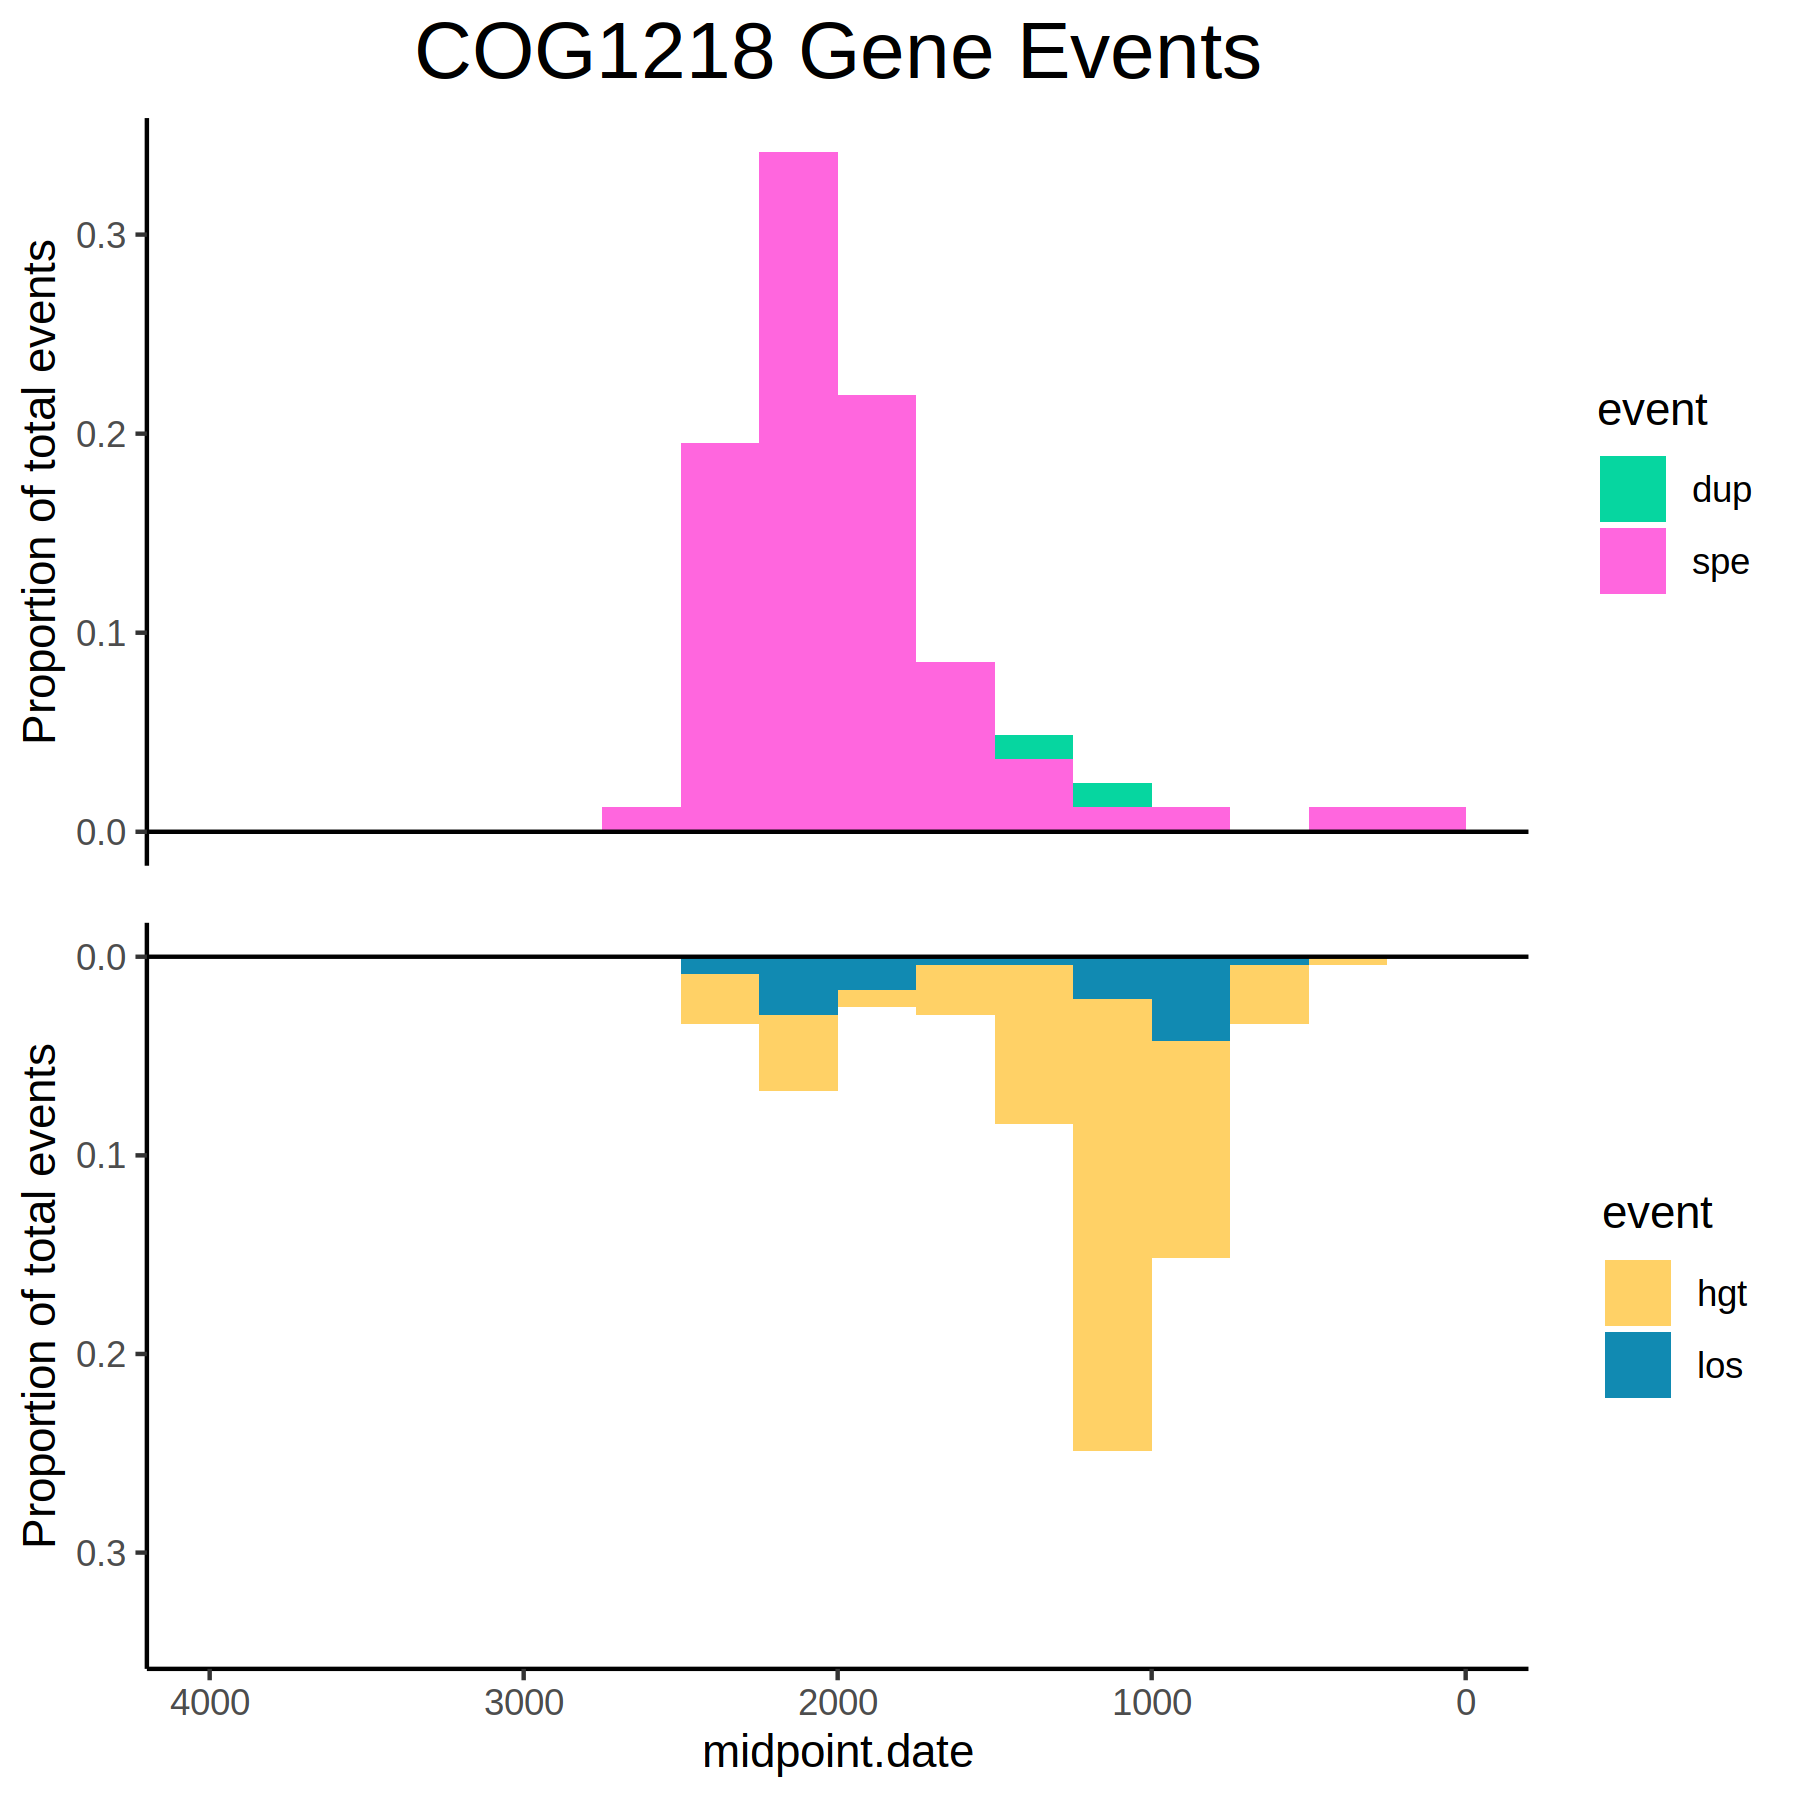 COG1218 Gene Events
Proportion of total events
0.3
0.2
0.1
0.0
event
dup
spe
Proportion of total events
0.0
0.1
0.2
0.3
event
hgt
los
4000 3000 2000 1000 0
midpoint.date